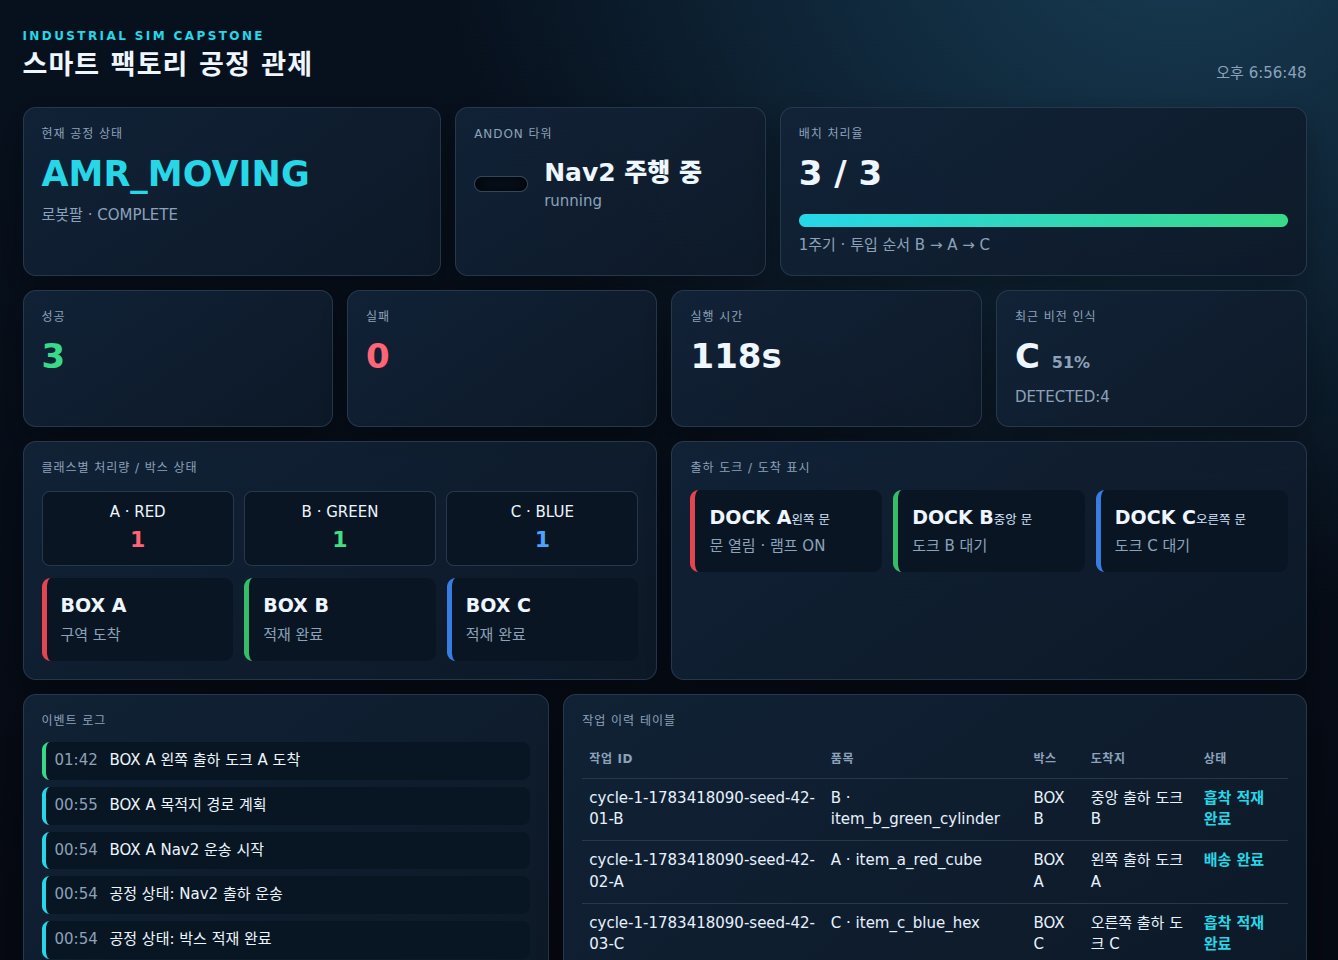 INDUSTRIAL SIM CAPSTONE
스마트 팩토리 공정 관제
오후 6:56:48
현재 공정 상태
AMR_MOVING
로봇팔 · COMPLETE
ANDON 타워
Nav2 주행 중
running
배치 처리율
3 / 3
1주기 · 투입 순서 B → A → C
성공
3
실패
0
실행 시간
118s
최근 비전 인식
C 51%
DETECTED:4
클래스별 처리량 / 박스 상태
A · RED
1
B · GREEN
1
C · BLUE
1
BOX A
구역 도착
BOX B
적재 완료
BOX C
적재 완료
출하 도크 / 도착 표시
DOCK A왼쪽 문
문 열림 · 램프 ON
DOCK B중앙 문
도크 B 대기
DOCK C오른쪽 문
도크 C 대기
이벤트 로그
01:42 BOX A 왼쪽 출하 도크 A 도착
00:55 BOX A 목적지 경로 계획
00:54 BOX A Nav2 운송 시작
00:54 공정 상태: Nav2 출하 운송
00:54 공정 상태: 박스 적재 완료
작업 이력 테이블
작업 ID 품목 박스 도착지 상태
cycle-1-1783418090-seed-42-
01-B
B ·
item_b_green_cylinder
BOX
B
중앙 출하 도크
B
흡착 적재
완료
cycle-1-1783418090-seed-42-
02-A
A · item_a_red_cube
BOX
A
왼쪽 출하 도크
A
배송 완료
cycle-1-1783418090-seed-42-
03-C
C · item_c_blue_hex
BOX
C
오른쪽 출하 도
크 C
흡착 적재
완료